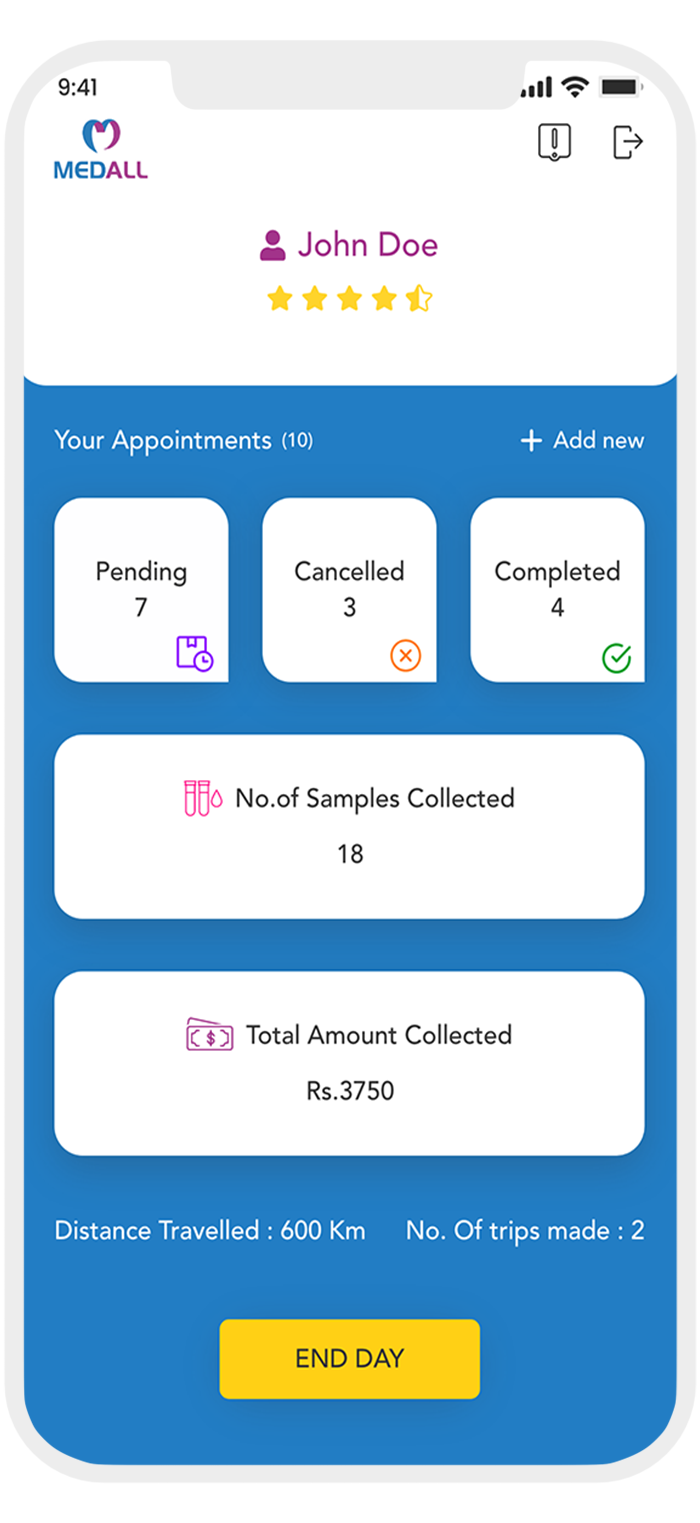 9:41
MEDALL
John Doe
Your Appointments (10)
+ Add new
Pending
7
Cancelled
3
Completed
4
No.of Samples Collected
18
Total Amount Collected
Rs.3750
Distance Travelled : 600 Km
No. Of trips made : 2
END DAY